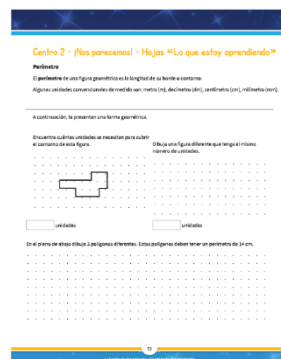 Centro 2 - ¡Nos parecemos! - Hojas «Lo que estoy aprendiendo»
Perímetro
El perímetro de una figura geométrica es la longitud de su borde o contorno.
Algunas unidades convencionales de medida son: metro (m), decímetro (dm), centímetro (cm), milímetro (mm).
A continuación, te presentan una forma geométrica.
Encuentra cuántas unidades se necesitan para cubrir
el contorno de esta figura.
Dibuja una figura diferente que tenga el mismo
número de unidades.
unidades
unidades
En el plano de abajo dibuja 2 polígonos diferentes. Estos polígonos deben tener un perímetro de 24 cm.